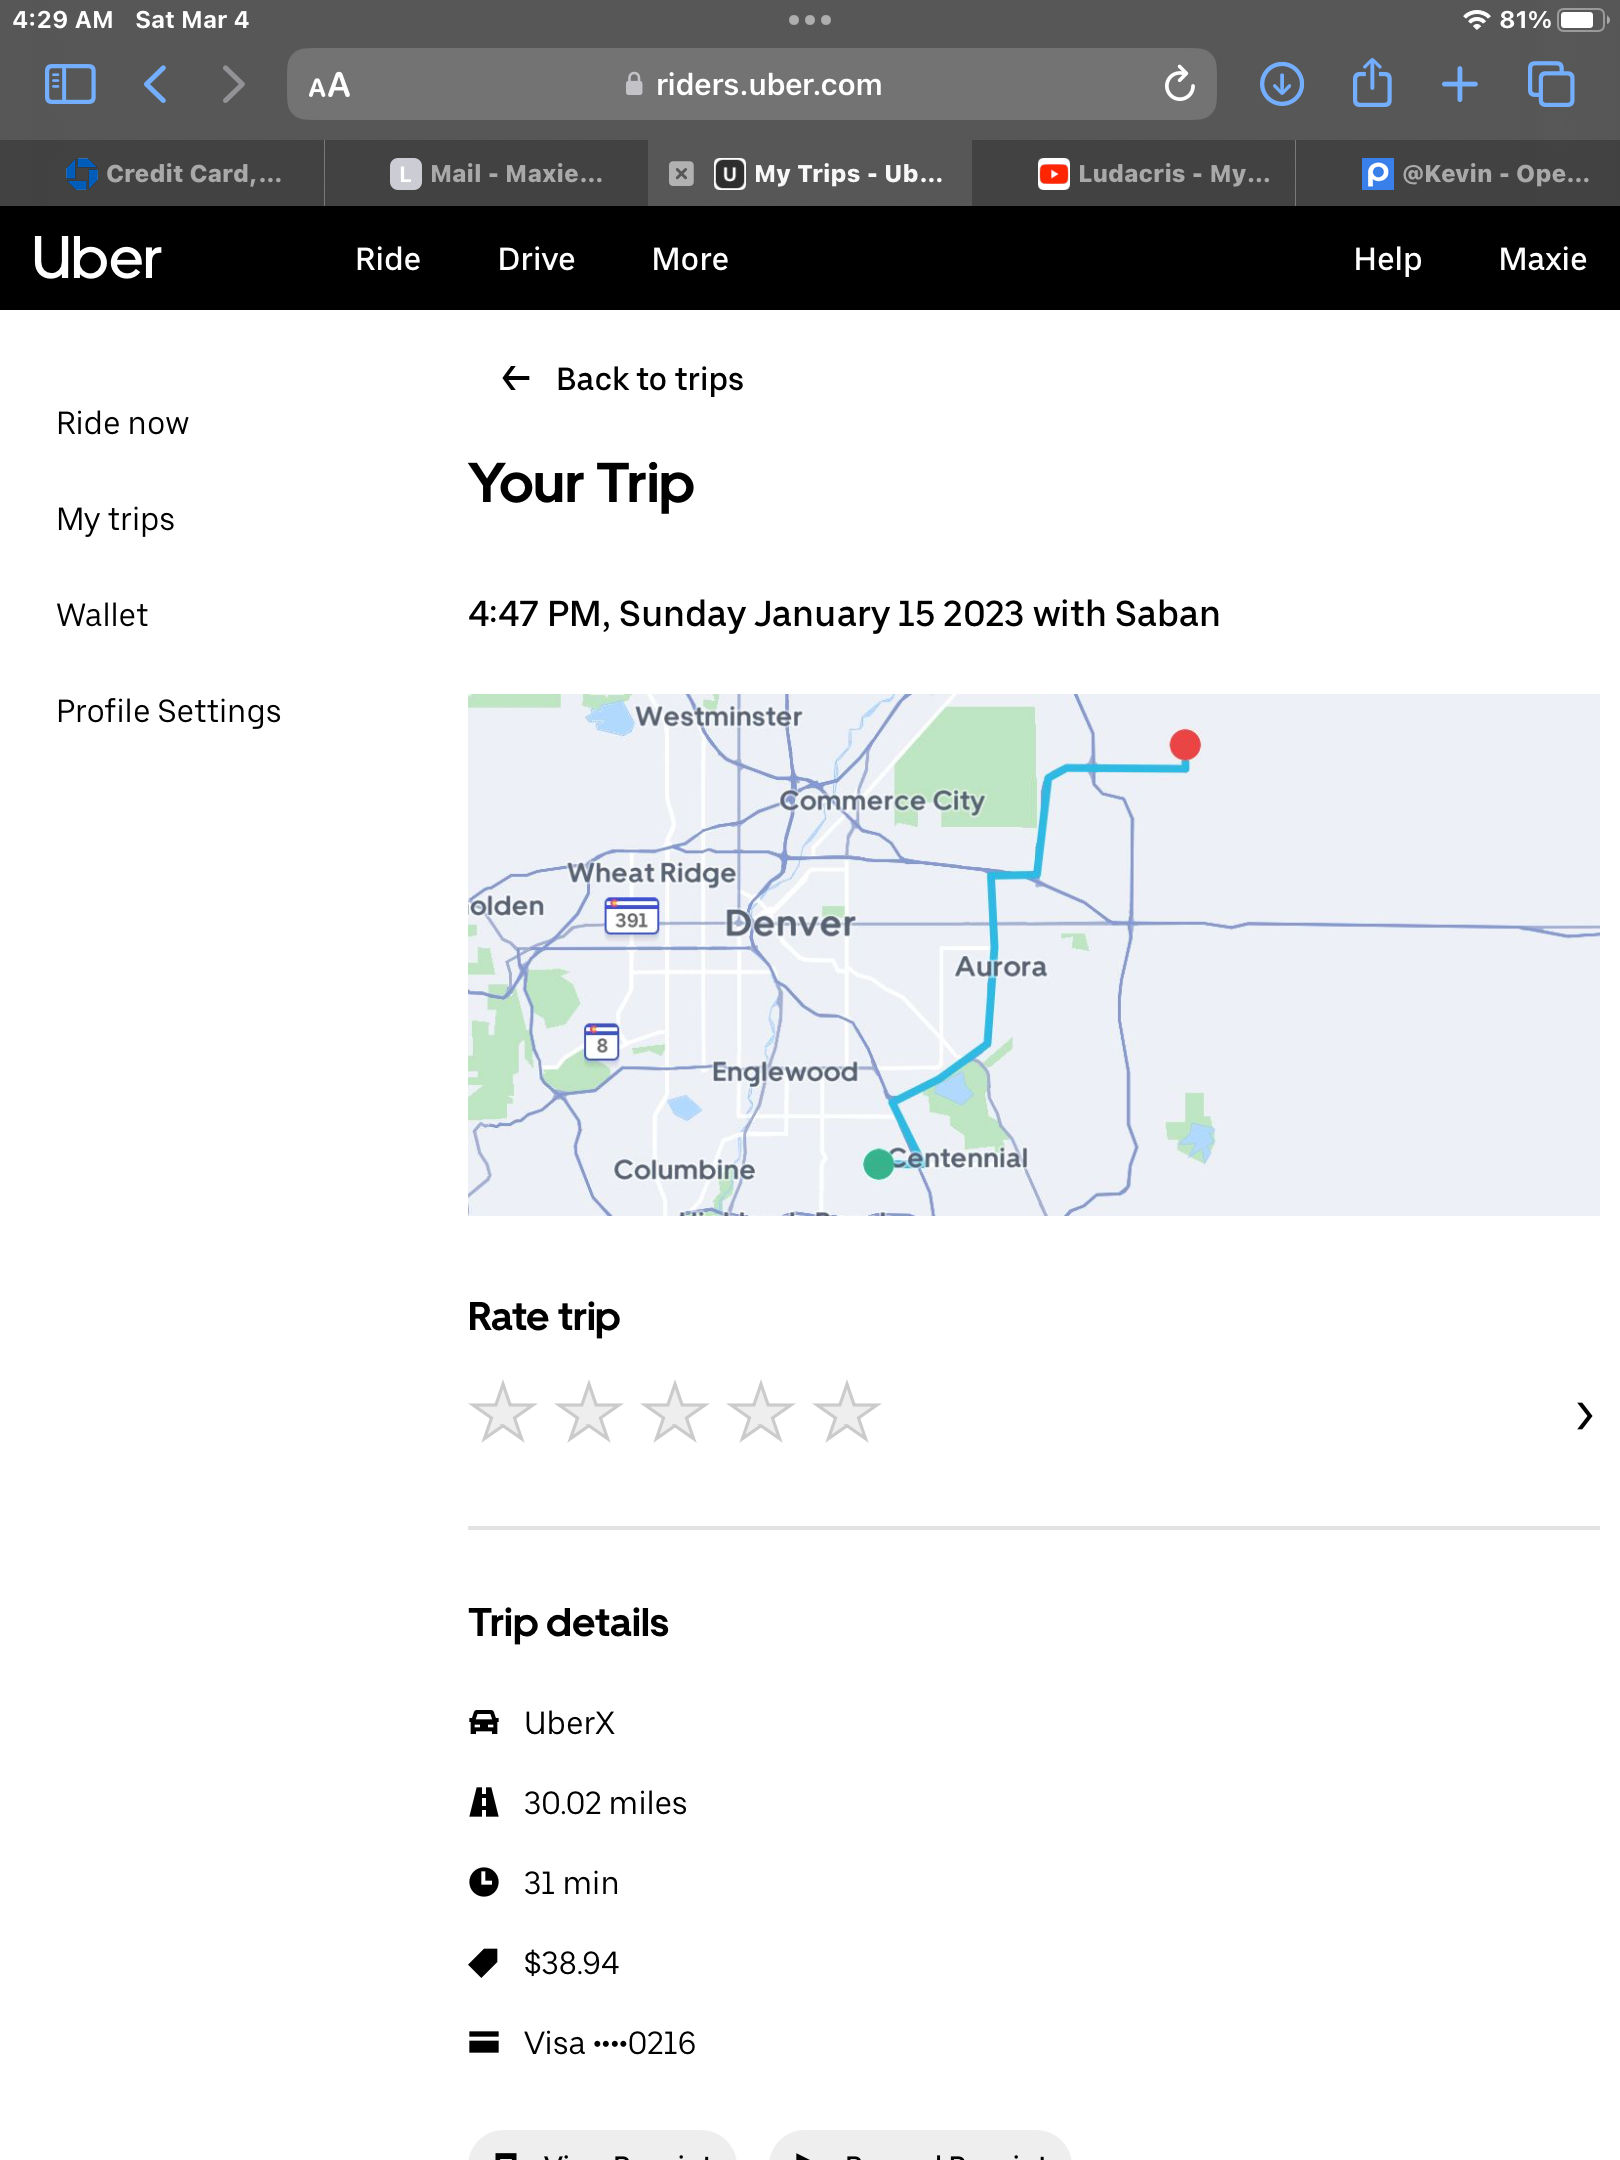 4:29 AM Sat Mar 4
81%
AA riders.uber.com
Credit Card,...
L Mail - Maxie...
U My Trips - Ub...
Ludacris - My...
@Kevin - Ope...
Uber Ride Drive More Help Maxie
Back to trips
Ride now
My trips
Wallet
Profile Settings
Your Trip
4:47 PM, Sunday January 15 2023 with Saban
Westminster
Commerce City
Wheat Ridge
olden
391
Denver
Aurora
8
Englewood
Centennial
Columbine
Rate trip
Trip details
UberX
30.02 miles
31 min
$38.94
Visa ••••0216